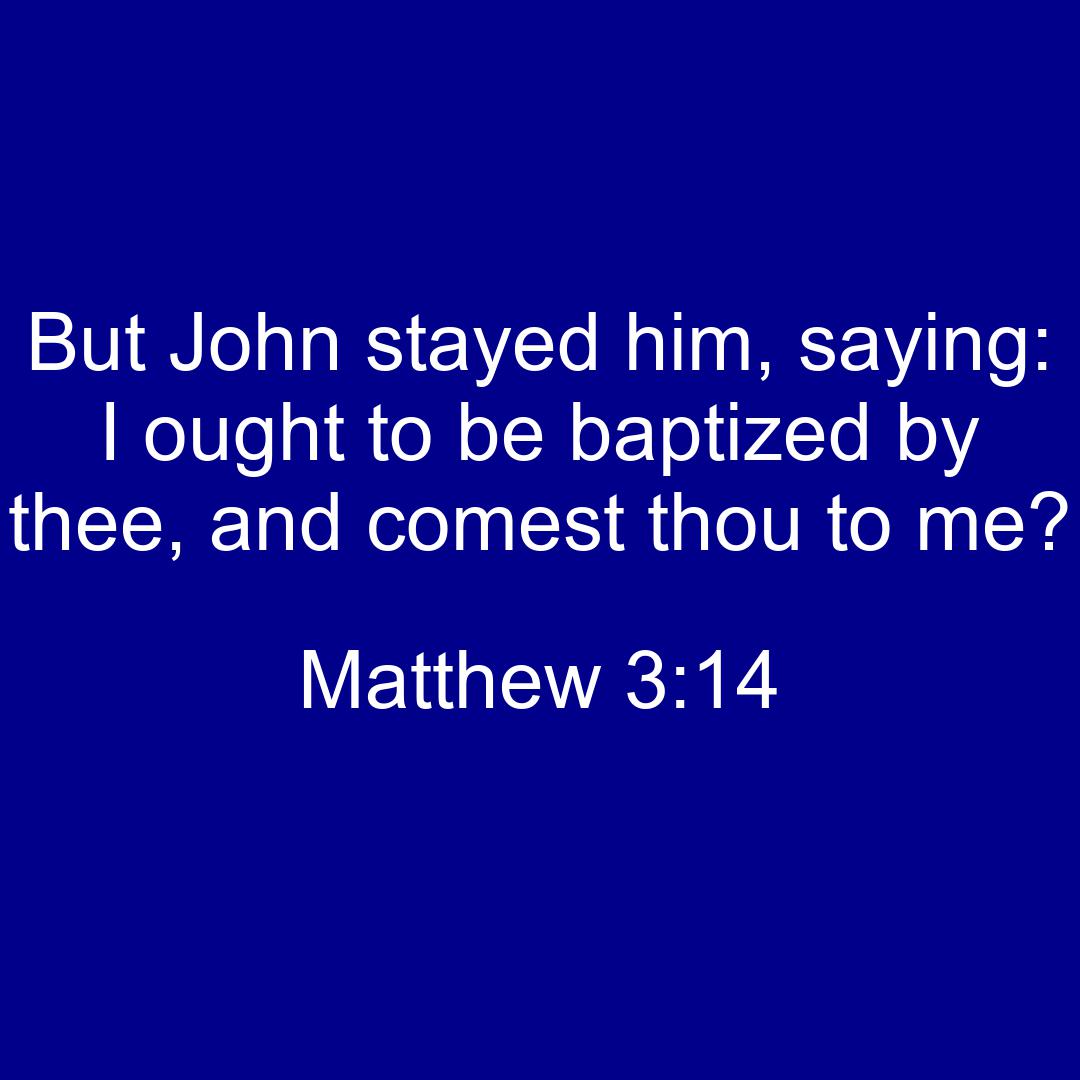 But John stayed him, saying:
I ought to be baptized by
thee, and comest thou to me?
Matthew 3:14